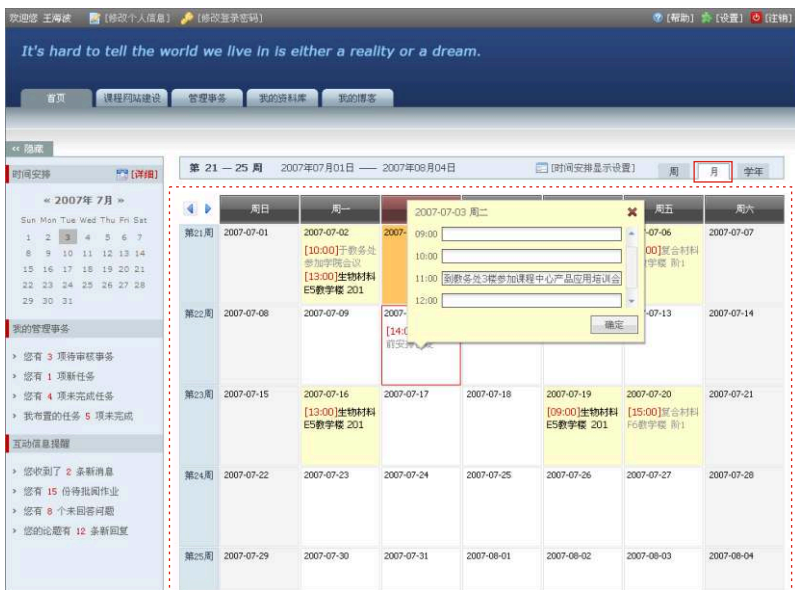 欢迎您 王海波 [修改个人信息] [修改登录密码] [帮助] [设置] [注销]
It's hard to tell the world we live in is either a reality or a dream.
首页 课程网站建设 管理事务 我的资料库 我的博客
<< 隐藏
时间安排 [详细]
« 2007年 7月 »
Sun Mon Tue Wed Thu Fri Sat
1 2 3 4 5 6 7
8 9 10 11 12 13 14
15 16 17 18 19 20 21
22 23 24 25 26 27 28
29 30 31
我的管理事务
› 您有 3 项待审核事务
› 您有 1 项新任务
› 您有 4 项未完成任务
› 我布置的任务 5 项未完成
互动信息提醒
› 您收到了 2 条新消息
› 您有 15 份待批阅作业
› 您有 8 个未回答问题
› 您的论题有 12 条新回复
第 21 — 25 周 2007年07月01日 —— 2007年08月04日 [时间安排显示设置] 周 月 学年
周日 周一 周五 周六
2007-07-03 周二
09:00
10:00
11:00 到教务处3楼参加课程中心产品应用培训会
12:00
确定
第21周 2007-07-01 2007-07-02 2007- -07-06 2007-07-07
[10:00]于教务处
参加学院会议
[13:00]生物材料
E5教学楼 201
00]复合材料
学楼 阶1
第22周 2007-07-08 2007-07-09 2007- -07-13 2007-07-14
[14:0
第23周 2007-07-15 2007-07-16 2007-07-17 2007-07-18 2007-07-19 2007-07-20 2007-07-21
[13:00]生物材料 [09:00]生物材料 [15:00]复合材料
E5教学楼 201 E5教学楼 201 F6教学楼 阶1
第24周 2007-07-22 2007-07-23 2007-07-24 2007-07-25 2007-07-26 2007-07-27 2007-07-28
第25周 2007-07-29 2007-07-30 2007-07-31 2007-08-01 2007-08-02 2007-08-03 2007-08-04